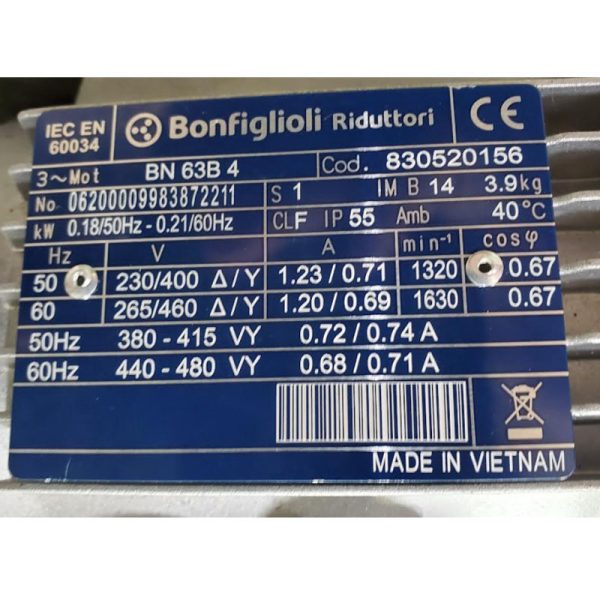 IEC EN 60034 Bonfiglioli Riduttori CE
3~Mot BN 63B 4 Cod. 830520156
No 06200009983872211 S 1 IM B 14 3.9kg
kW 0.18/50Hz - 0.21/60Hz CLF IP 55 Amb 40°C
Hz V A min⁻¹ cosφ
50 230/400 Δ/Y 1.23 / 0.71 1320 0.67
60 265/460 Δ/Y 1.20 / 0.69 1630 0.67
50Hz 380 - 415 VY 0.72 / 0.74 A
60Hz 440 - 480 VY 0.68 / 0.71 A
MADE IN VIETNAM